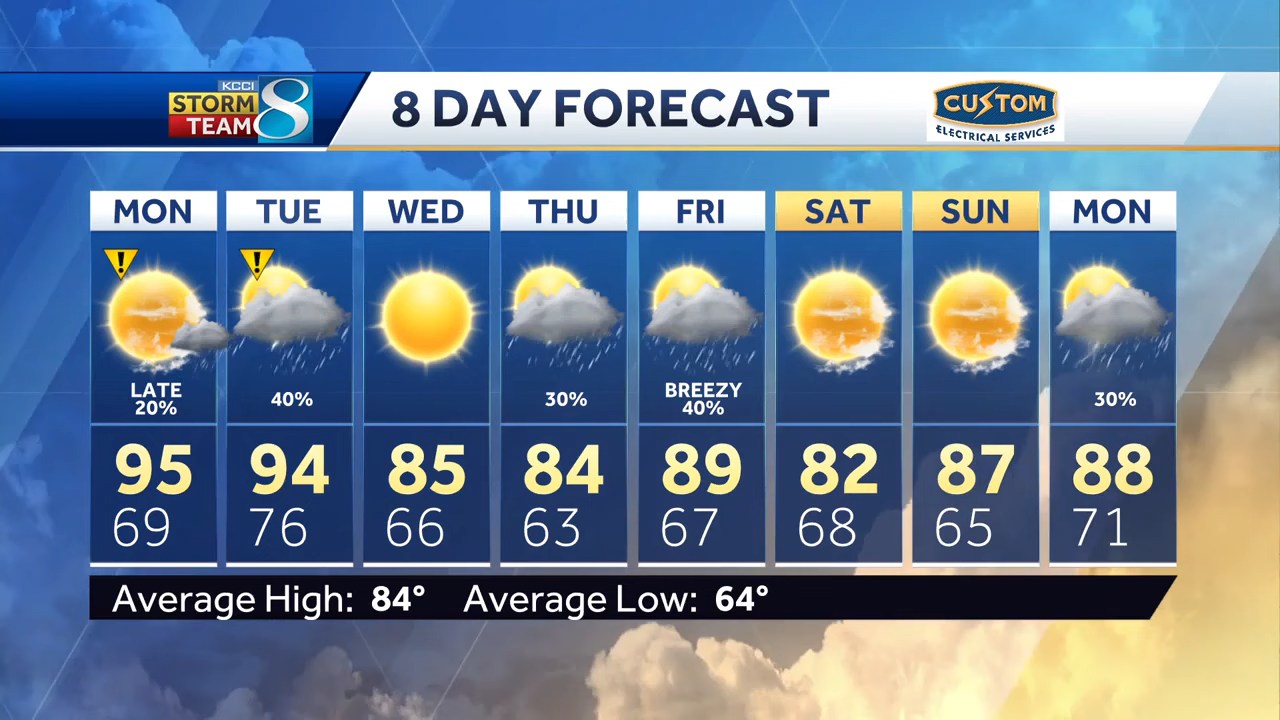 KCCI
STORM
TEAM 8
8 DAY FORECAST
CUSTOM
ELECTRICAL SERVICES
MON TUE WED THU FRI SAT SUN MON
! !
LATE
20% 40% 30% BREEZY
40% 30%
95 94 85 84 89 82 87 88
69 76 66 63 67 68 65 71
Average High: 84° Average Low: 64°